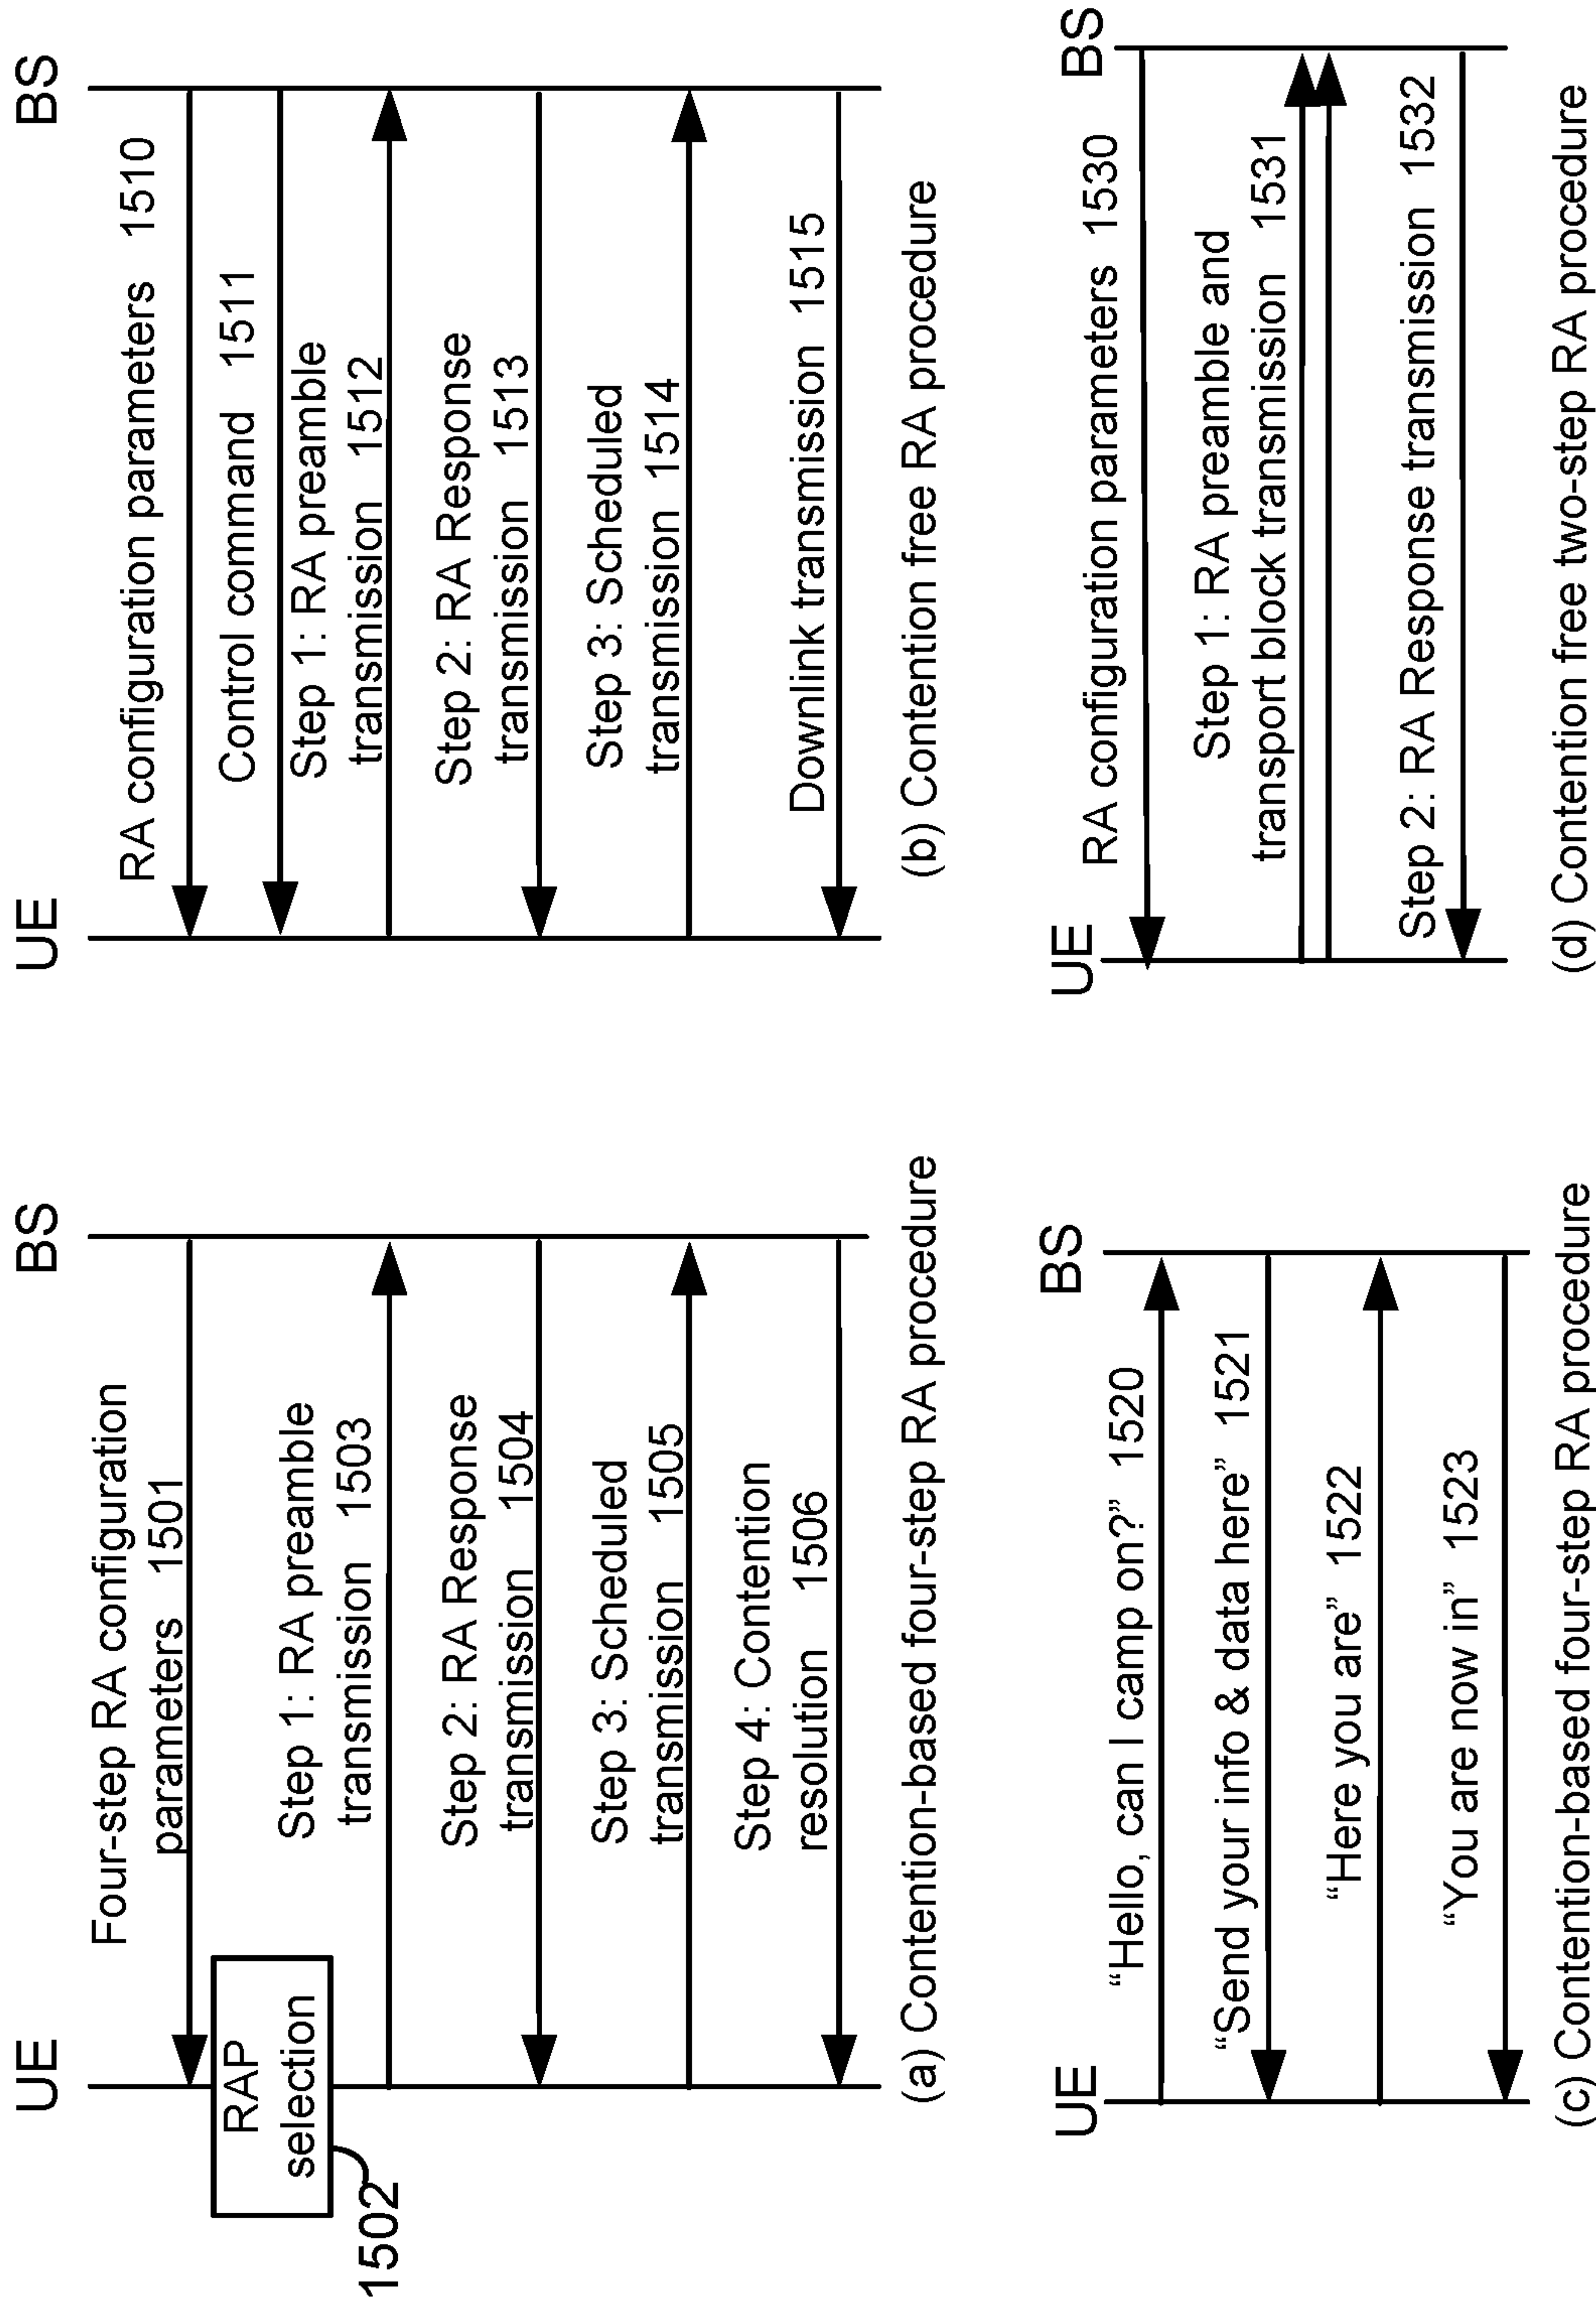 UE
BS
Four-step RA configuration
parameters 1501
RAP
selection
1502
Step 1: RA preamble
transmission 1503
Step 2: RA Response
transmission 1504
Step 3: Scheduled
transmission 1505
Step 4: Contention
resolution 1506
(a) Contention-based four-step RA procedure
UE
BS
RA configuration parameters 1510
Control command 1511
Step 1: RA preamble
transmission 1512
Step 2: RA Response
transmission 1513
Step 3: Scheduled
transmission 1514
Downlink transmission 1515
(b) Contention free RA procedure
UE
BS
“Hello, can I camp on?” 1520
“Send your info & data here” 1521
“Here you are” 1522
“You are now in” 1523
(c) Contention-based four-step RA procedure
UE
BS
RA configuration parameters 1530
Step 1: RA preamble and
transport block transmission 1531
Step 2: RA Response transmission 1532
(d) Contention free two-step RA procedure